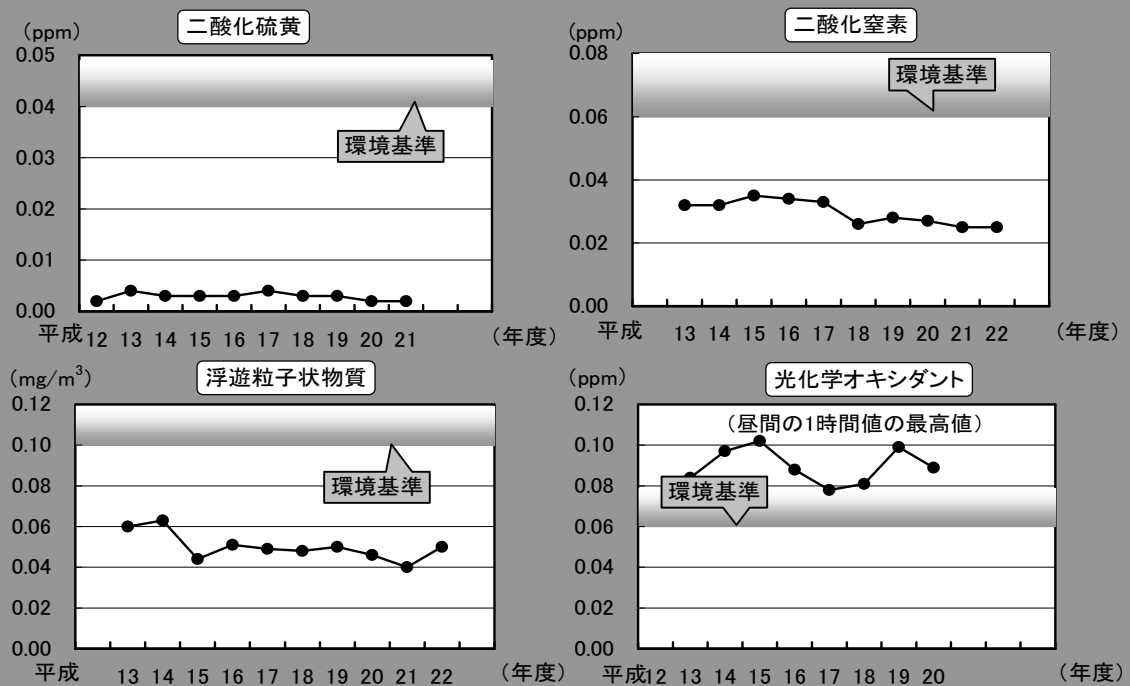 (ppm)
二酸化硫黄
0.05
0.04
0.03
0.02
0.01
0.00
環境基準
平成 12 13 14 15 16 17 18 19 20 21 (年度)
(ppm)
二酸化窒素
0.08
0.06
0.04
0.02
0.00
環境基準
平成 13 14 15 16 17 18 19 20 21 22 (年度)
(mg/m³)
浮遊粒子状物質
0.12
0.10
0.08
0.06
0.04
0.02
0.00
環境基準
平成 13 14 15 16 17 18 19 20 21 22 (年度)
(ppm)
光化学オキシダント
0.12
0.10
0.08
0.06
0.04
0.02
0.00
(昼間の1時間値の最高値)
環境基準
平成12 13 14 15 16 17 18 19 20 (年度)